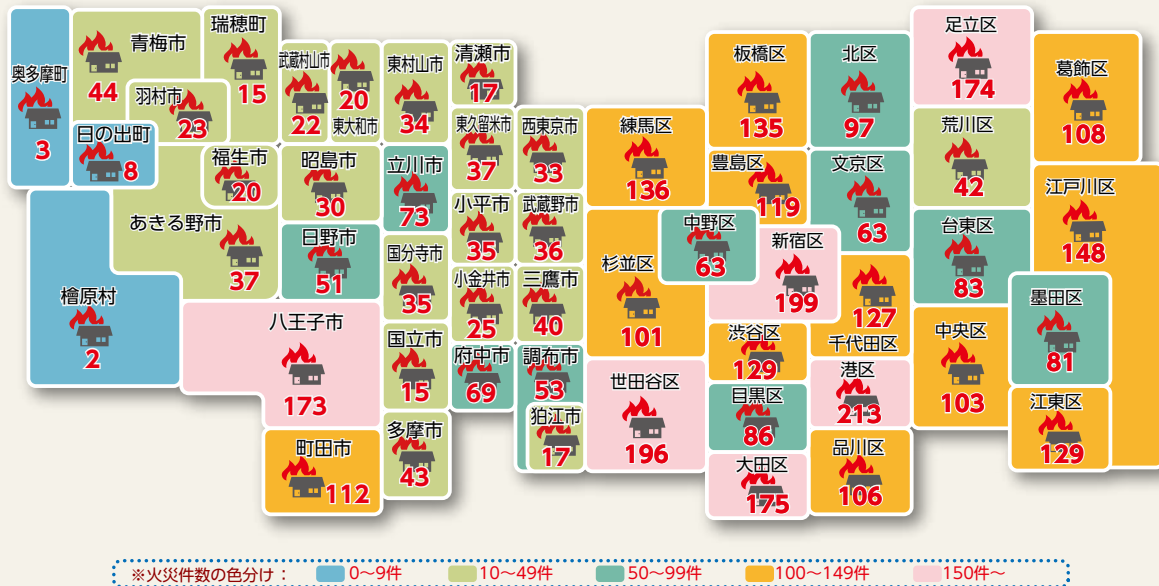 奥多摩町
3
青梅市
44
瑞穂町
15
羽村市
23
日の出町
8
武蔵村山市
22
20
東大和市
東村山市
34
清瀬市
17
東久留米市
37
西東京市
33
福生市
20
昭島市
30
立川市
73
小平市
35
武蔵野市
36
あきる野市
37
日野市
51
国分寺市
35
小金井市
25
三鷹市
40
檜原村
2
八王子市
173
国立市
15
府中市
69
調布市
53
狛江市
17
町田市
112
多摩市
43
板橋区
135
北区
97
足立区
174
葛飾区
108
練馬区
136
豊島区
119
文京区
63
荒川区
42
江戸川区
148
中野区
63
新宿区
199
台東区
83
杉並区
101
127
千代田区
墨田区
81
渋谷区
129
中央区
103
世田谷区
196
目黒区
86
港区
213
江東区
129
大田区
175
品川区
106
※火災件数の色分け： 0〜9件 10〜49件 50〜99件 100〜149件 150件〜